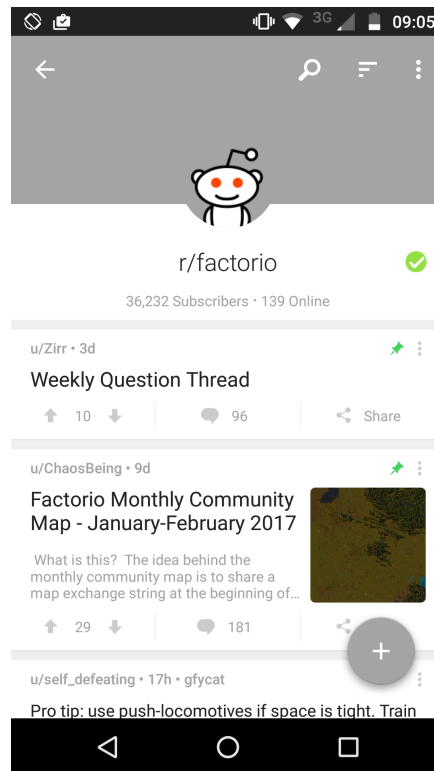 3G 09:05
r/factorio
36,232 Subscribers • 139 Online
u/Zirr • 3d
Weekly Question Thread
10 96 Share
u/ChaosBeing • 9d
Factorio Monthly Community
Map - January-February 2017
What is this? The idea behind the
monthly community map is to share a
map exchange string at the beginning of...
29 181
u/self_defeating • 17h • gfycat
Pro tip: use push-locomotives if space is tight. Train